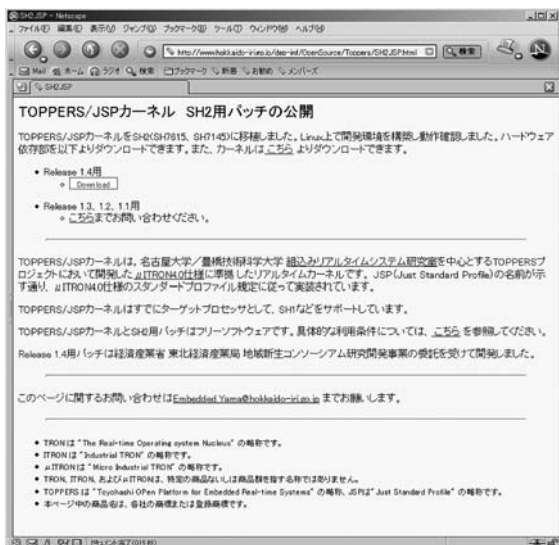 SH2JSP - Netscape
ファイル(F) 編集(E) 表示(V) ジャンプ(G) ブックマーク(B) ツール(T) ウィンドウ(W) ヘルプ(H)
http://www.hokkaido-iri.go.jp/dep-inf/OpenSource/Toppers/SH2JSP.html 検索
Mail ホーム ラジオ 検索 ブックマーク 新着 お勧め メンバーズ
SH2JSP
TOPPERS/JSPカーネル SH2用パッチの公開
TOPPERS/JSPカーネルをSH2(SH7615, SH7145)に移植しました。Linux上で開発環境を構築し動作確認しました。ハードウェア
依存部を以下よりダウンロードできます。また、カーネルは こちら よりダウンロードできます。
• Release 1.4用
Download
• Release 1.3、1.2、1.1用
こちらまでお問い合わせください。
TOPPERS/JSPカーネルは、名古屋大学／豊橋技術科学大学 組込みリアルタイムシステム研究室を中心とするTOPPERSプ
ロジェクトにおいて開発した μITRON4.0仕様に準拠したリアルタイムカーネルです。 JSP(Just Standard Profile)の名前が示
す通り、μITRON4.0仕様のスタンダードプロファイル規定に従って実装されています。
TOPPERS/JSPカーネルはすでにターゲットプロセッサとして、SH1などをサポートしています。
TOPPERS/JSPカーネルとSH2用パッチはフリーソフトウェアです。具体的な利用条件については、こちら を参照してください。
Release 1.4用パッチは経済産業省 東北経済産業局 地域新生コンソーシアム研究開発事業の委託を受けて開発しました。
このページに関するお問い合わせはEmbedded.Yama@hokkaido-iri.go.jp までお願いします。
• TRONは "The Real-time Operating system Nucleus" の略称です。
• ITRONは "Industrial TRON" の略称です。
• μITRONは "Micro Industrial TRON" の略称です。
• TRON, ITRON, およびμITRONは、特定の商品ないしは商品群を指す名称ではありません。
• TOPPERSは "Toyohashi OPen Platform for Embedded Real-time Systems" の略称、JSPは" Just Standard Profile" の略称です。
• 本ページ中の商品名は、各社の商標または登録商標です。